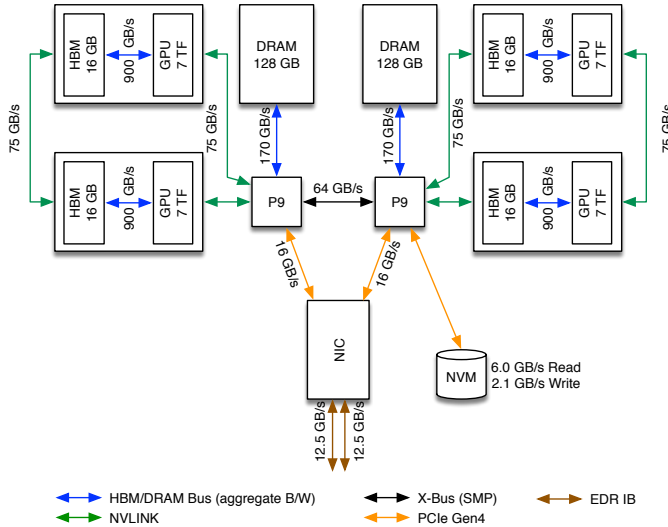 HBM
16 GB
900 GB/s
GPU
7 TF
DRAM
128 GB
DRAM
128 GB
HBM
16 GB
900 GB/s
GPU
7 TF
75 GB/s
75 GB/s
170 GB/s
170 GB/s
75 GB/s
75 GB/s
HBM
16 GB
900 GB/s
GPU
7 TF
P9
64 GB/s
P9
HBM
16 GB
900 GB/s
GPU
7 TF
16 GB/s
16 GB/s
NIC
NVM
6.0 GB/s Read
2.1 GB/s Write
12.5 GB/s
12.5 GB/s
HBM/DRAM Bus (aggregate B/W)
X-Bus (SMP)
EDR IB
NVLINK
PCIe Gen4